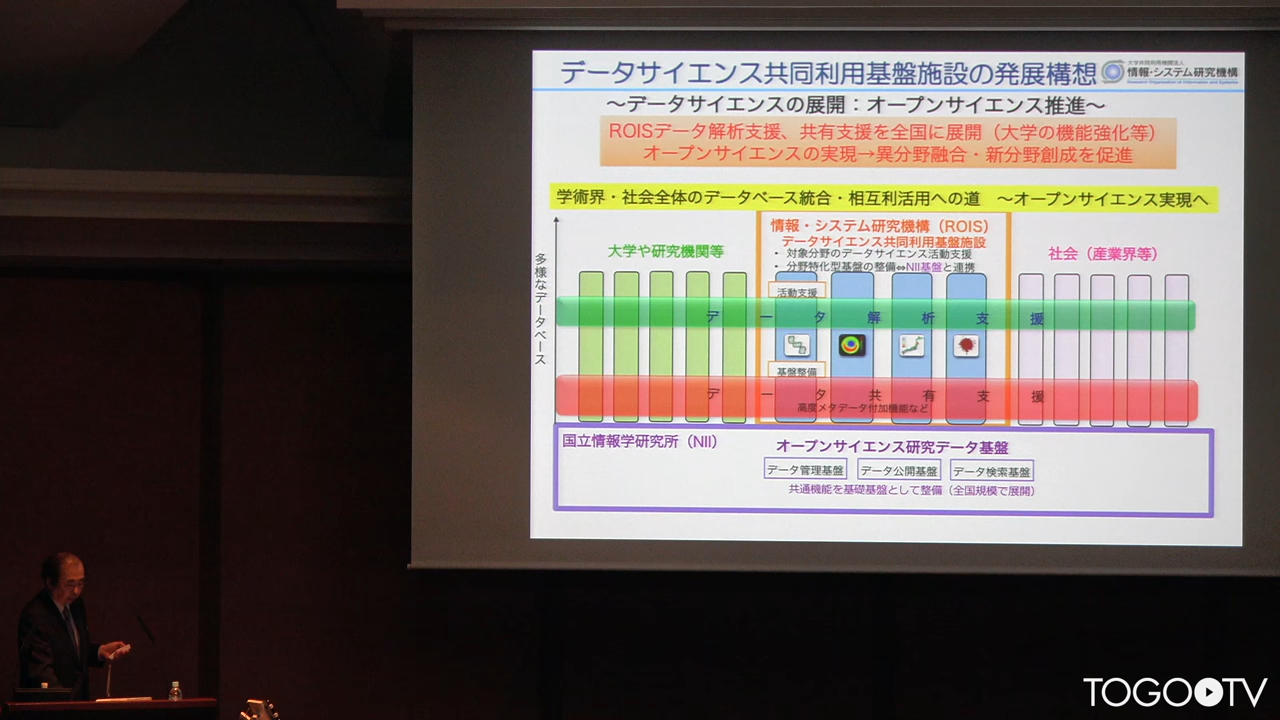 データサイエンス共同利用基盤施設の発展構想
大学共同利用機関法人
情報・システム研究機構
Research Organization of Information and Systems
～データサイエンスの展開：オープンサイエンス推進～
ROISデータ解析支援、共有支援を全国に展開（大学の機能強化等）
オープンサイエンスの実現→異分野融合・新分野創成を促進
学術界・社会全体のデータベース統合・相互利活用への道　～オープンサイエンス実現へ
多様なデータベース
大学や研究機関等
情報・システム研究機構（ROIS）
データサイエンス共同利用基盤施設
・ 対象分野のデータサイエンス活動支援
・ 分野特化型基盤の整備⇔NII基盤と連携
社会（産業界等）
活動支援
データ解析支援
基盤整備
データ共有支援
高度メタデータ付加機能など
国立情報学研究所（NII）
オープンサイエンス研究データ基盤
データ管理基盤
データ公開基盤
データ検索基盤
共通機能を基礎基盤として整備（全国規模で展開）
TOGO TV